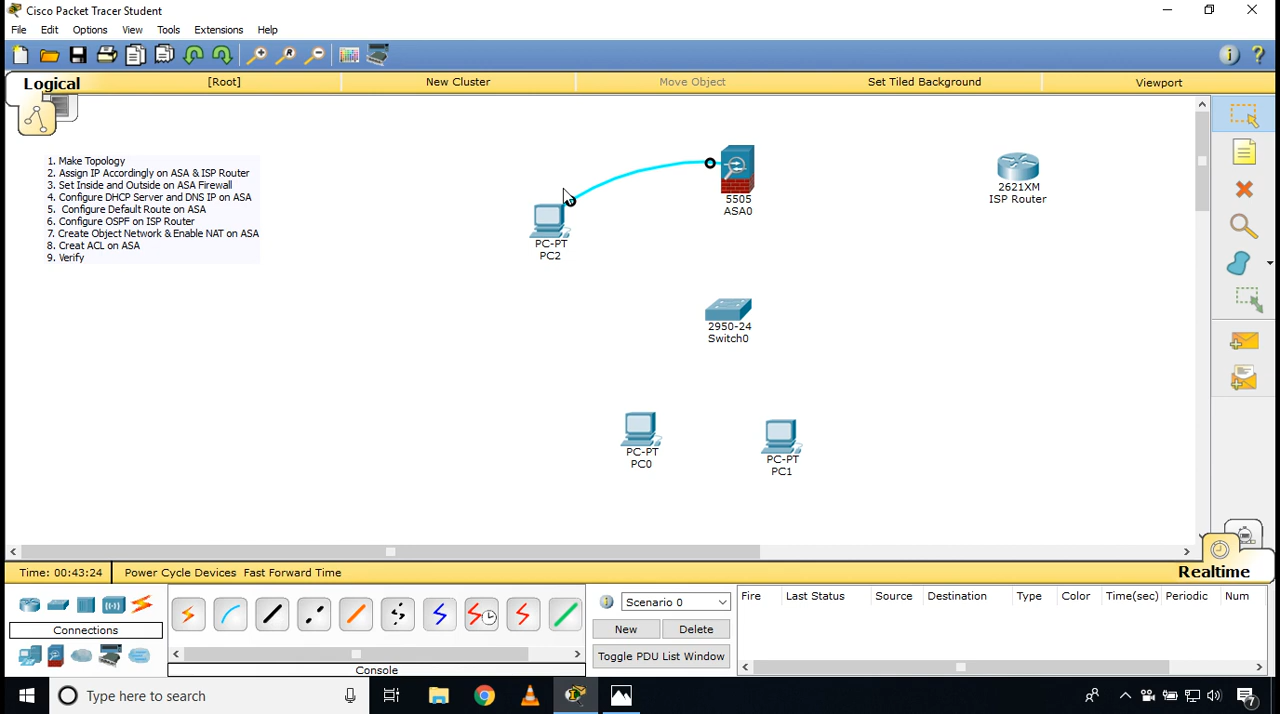 Cisco Packet Tracer Student
File Edit Options View Tools Extensions Help
Logical [Root] New Cluster Move Object Set Tiled Background Viewport
1. Make Topology
2. Assign IP Accordingly on ASA & ISP Router
3. Set Inside and Outside on ASA Firewall
4. Configure DHCP Server and DNS IP on ASA
5. Configure Default Route on ASA
6. Configure OSPF on ISP Router
7. Create Object Network & Enable NAT on ASA
8. Creat ACL on ASA
9. Verify
5505
ASA0
2621XM
ISP Router
PC-PT
PC2
2950-24
Switch0
PC-PT
PC0
PC-PT
PC1
Time: 00:43:24 Power Cycle Devices Fast Forward Time
Realtime
Connections
Console
Scenario 0
New Delete
Toggle PDU List Window
Fire Last Status Source Destination Type Color Time(sec) Periodic Num
Type here to search
7